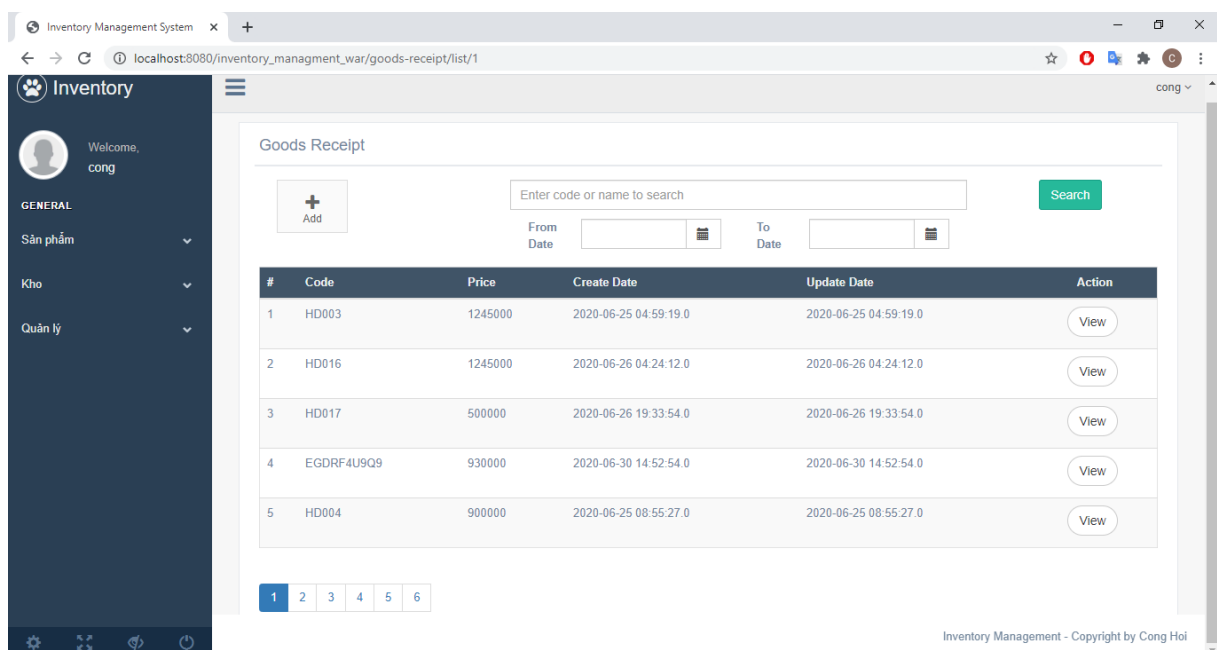 Inventory Management System
localhost:8080/inventory_managment_war/goods-receipt/list/1
C
Inventory
cong
Welcome,
cong
GENERAL
Sản phẩm
Kho
Quản lý
Goods Receipt
Add
Enter code or name to search
Search
From Date
To Date
# Code Price Create Date Update Date Action
1 HD003 1245000 2020-06-25 04:59:19.0 2020-06-25 04:59:19.0 View
2 HD016 1245000 2020-06-26 04:24:12.0 2020-06-26 04:24:12.0 View
3 HD017 500000 2020-06-26 19:33:54.0 2020-06-26 19:33:54.0 View
4 EGDRF4U9Q9 930000 2020-06-30 14:52:54.0 2020-06-30 14:52:54.0 View
5 HD004 900000 2020-06-25 08:55:27.0 2020-06-25 08:55:27.0 View
1 2 3 4 5 6
Inventory Management - Copyright by Cong Hoi